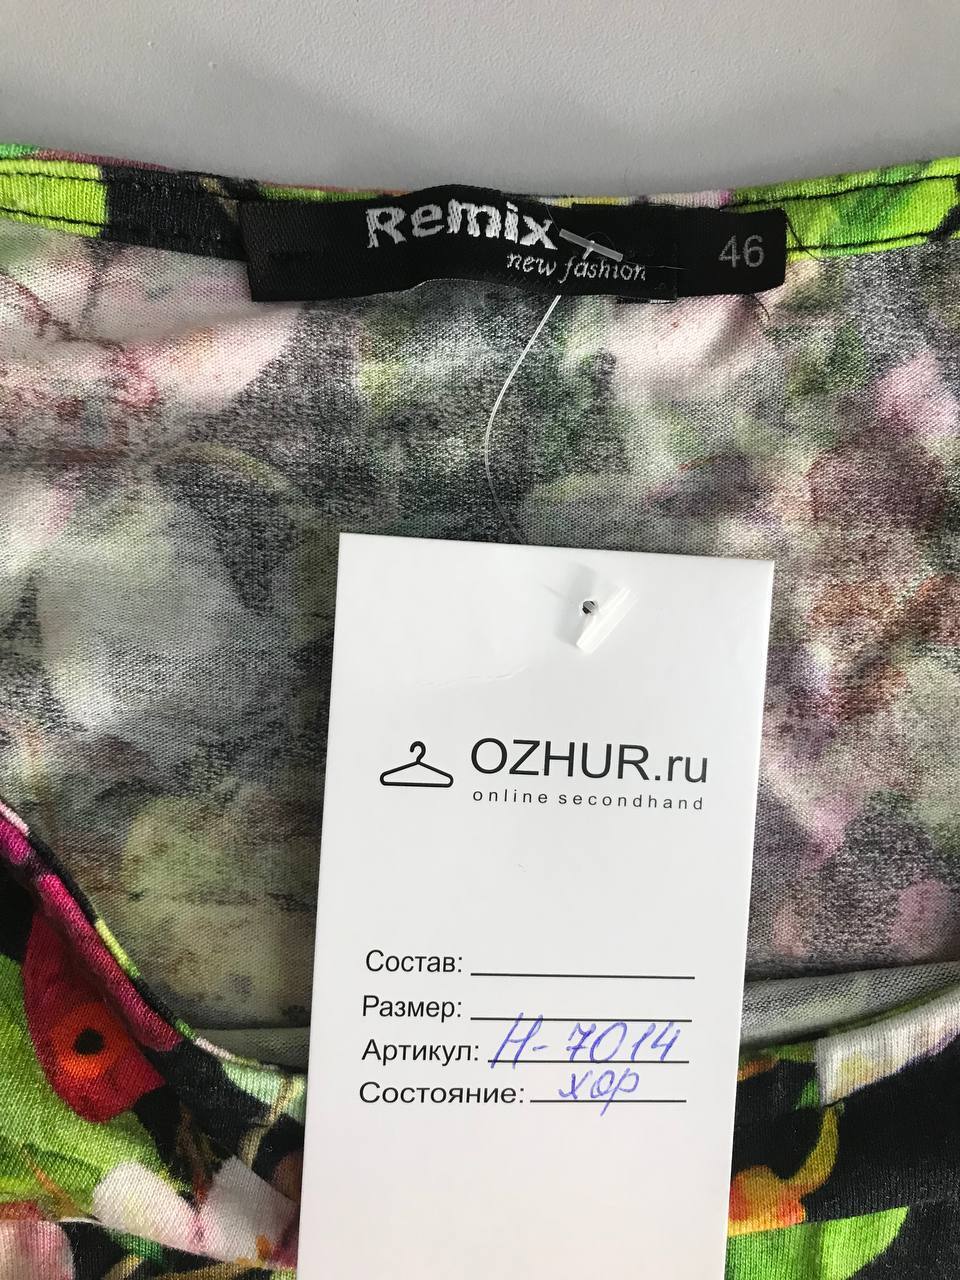 Remix
new fashion
46
OZHUR.ru
online secondhand
Состав:
Размер:
Артикул: Н-7014
Состояние: хор